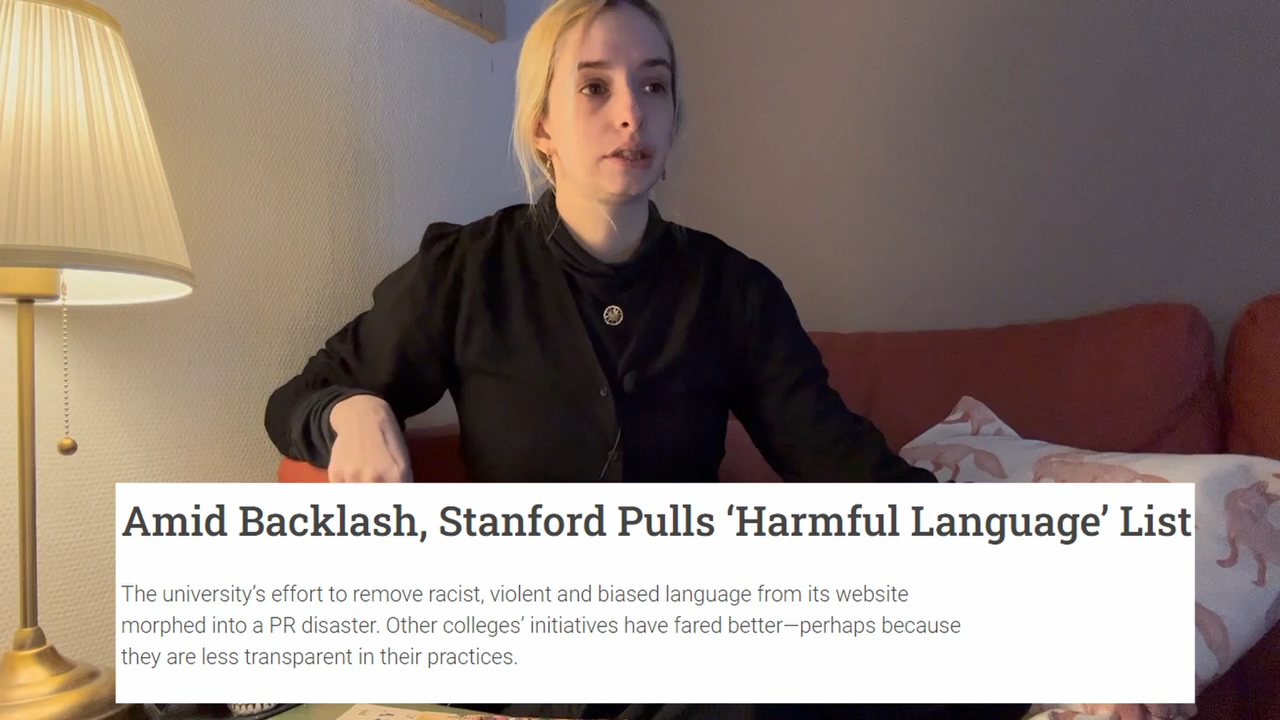 Amid Backlash, Stanford Pulls ‘Harmful Language’ List
The university’s effort to remove racist, violent and biased language from its website
morphed into a PR disaster. Other colleges’ initiatives have fared better—perhaps because
they are less transparent in their practices.